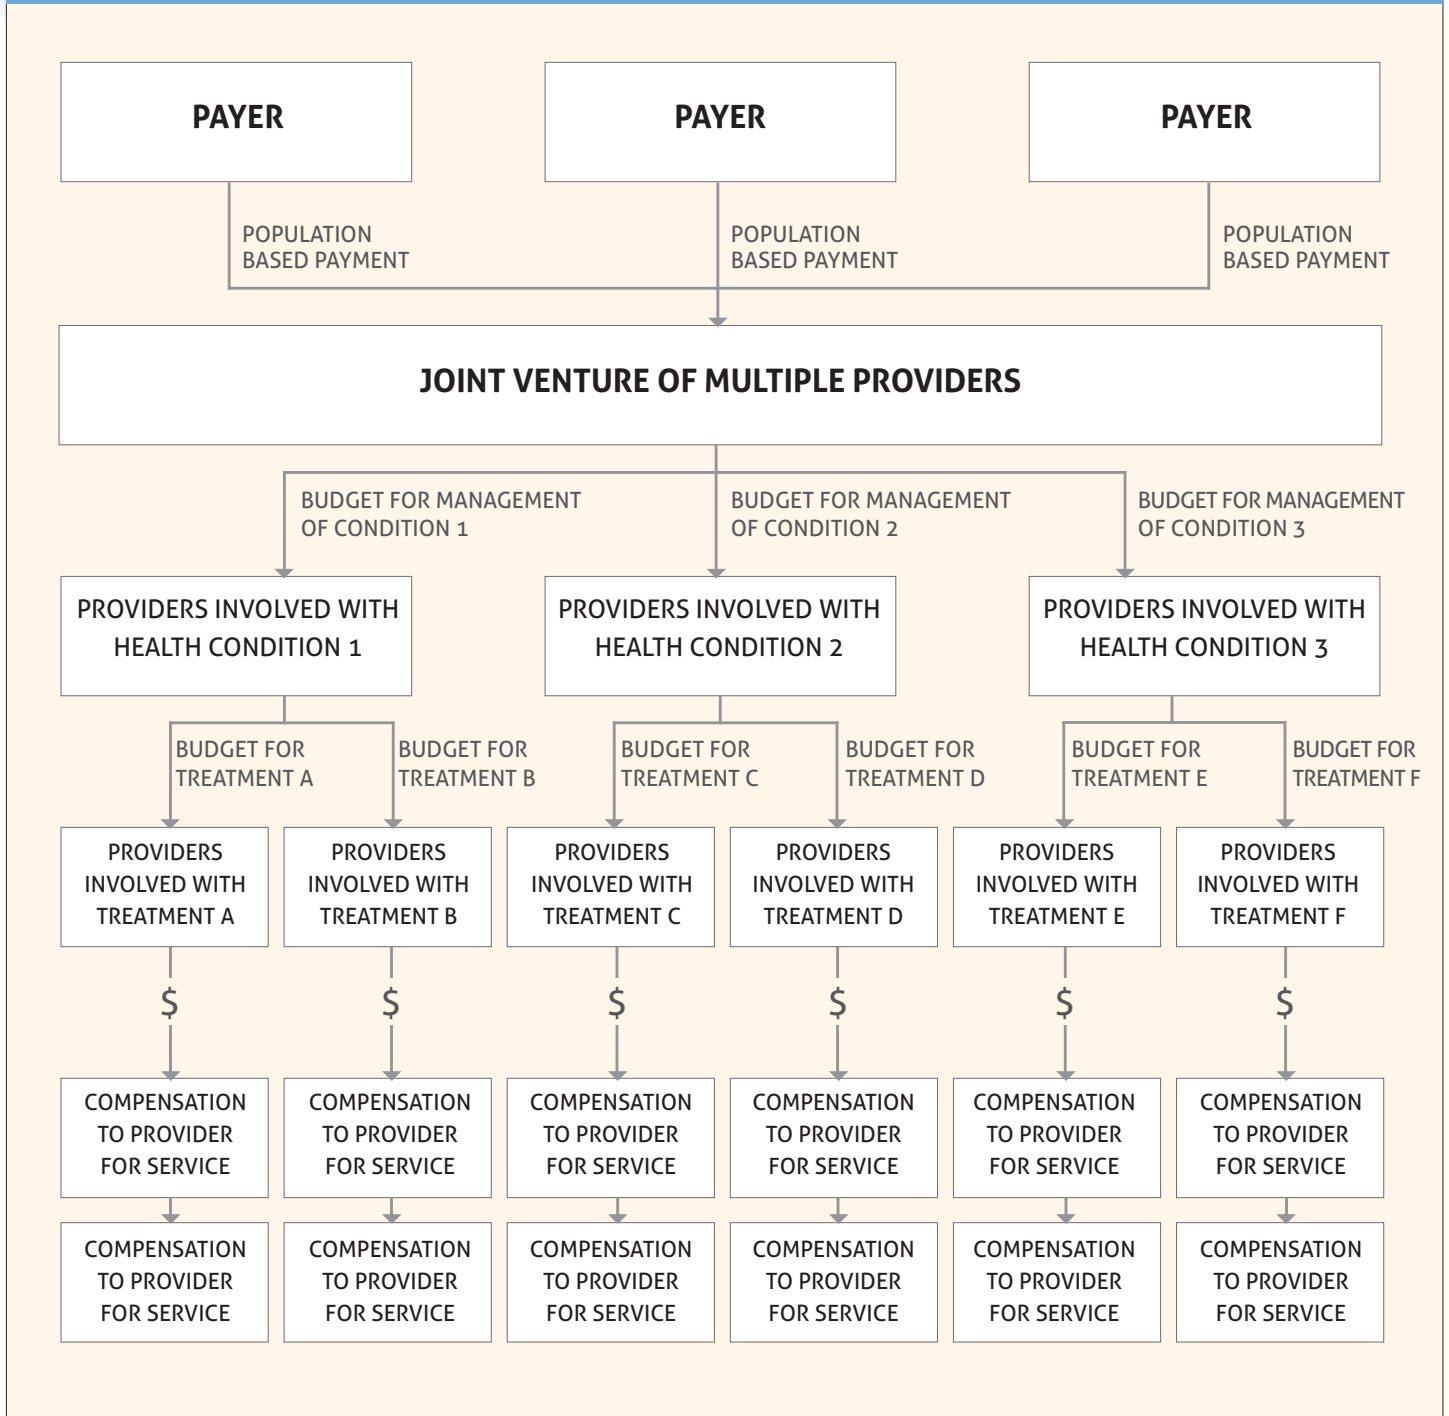 PAYER
PAYER
PAYER
POPULATION
BASED PAYMENT
POPULATION
BASED PAYMENT
POPULATION
BASED PAYMENT
JOINT VENTURE OF MULTIPLE PROVIDERS
BUDGET FOR MANAGEMENT
OF CONDITION 1
BUDGET FOR MANAGEMENT
OF CONDITION 2
BUDGET FOR MANAGEMENT
OF CONDITION 3
PROVIDERS INVOLVED WITH
HEALTH CONDITION 1
PROVIDERS INVOLVED WITH
HEALTH CONDITION 2
PROVIDERS INVOLVED WITH
HEALTH CONDITION 3
BUDGET FOR
TREATMENT A
BUDGET FOR
TREATMENT B
BUDGET FOR
TREATMENT C
BUDGET FOR
TREATMENT D
BUDGET FOR
TREATMENT E
BUDGET FOR
TREATMENT F
PROVIDERS
INVOLVED WITH
TREATMENT A
PROVIDERS
INVOLVED WITH
TREATMENT B
PROVIDERS
INVOLVED WITH
TREATMENT C
PROVIDERS
INVOLVED WITH
TREATMENT D
PROVIDERS
INVOLVED WITH
TREATMENT E
PROVIDERS
INVOLVED WITH
TREATMENT F
$
$
$
$
$
$
COMPENSATION
TO PROVIDER
FOR SERVICE
COMPENSATION
TO PROVIDER
FOR SERVICE
COMPENSATION
TO PROVIDER
FOR SERVICE
COMPENSATION
TO PROVIDER
FOR SERVICE
COMPENSATION
TO PROVIDER
FOR SERVICE
COMPENSATION
TO PROVIDER
FOR SERVICE
COMPENSATION
TO PROVIDER
FOR SERVICE
COMPENSATION
TO PROVIDER
FOR SERVICE
COMPENSATION
TO PROVIDER
FOR SERVICE
COMPENSATION
TO PROVIDER
FOR SERVICE
COMPENSATION
TO PROVIDER
FOR SERVICE
COMPENSATION
TO PROVIDER
FOR SERVICE